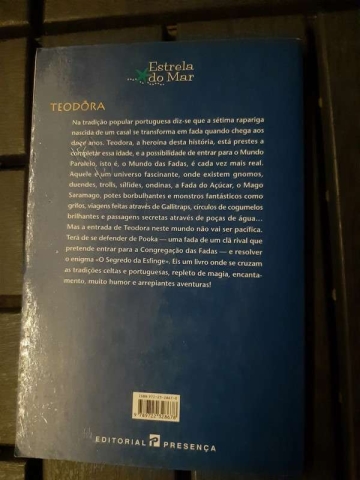 Estrela
do Mar
TEODÔRA
Na tradição popular portuguesa diz-se que a sétima rapariga
nascida de um casal se transforma em fada quando chega aos
doze anos. Teodora, a heroína desta história, está prestes a
completar essa idade, e a possibilidade de entrar para o Mundo
Paralelo, isto é, o Mundo das Fadas, é cada vez mais real.
Aquele é um universo fascinante, onde existem gnomos,
duendes, trolls, sílfides, ondinas, a Fada do Açúcar, o Mago
Saramago, potes borbulhantes e monstros fantásticos como
grilos, viagens feitas através de Gallitraps, círculos de cogumelos
brilhantes e passagens secretas através de poças de água...
Mas a entrada de Teodora neste mundo não vai ser pacífica.
Terá de se defender de Pooka — uma fada de um clã rival que
pretende entrar para a Congregação das Fadas — e resolver
o enigma «O Segredo da Esfinge». Eis um livro onde se cruzam
as tradições celtas e portuguesas, repleto de magia, encanta-
mento, muito humor e arrepiantes aventuras!
EDITORIAL PRESENÇA